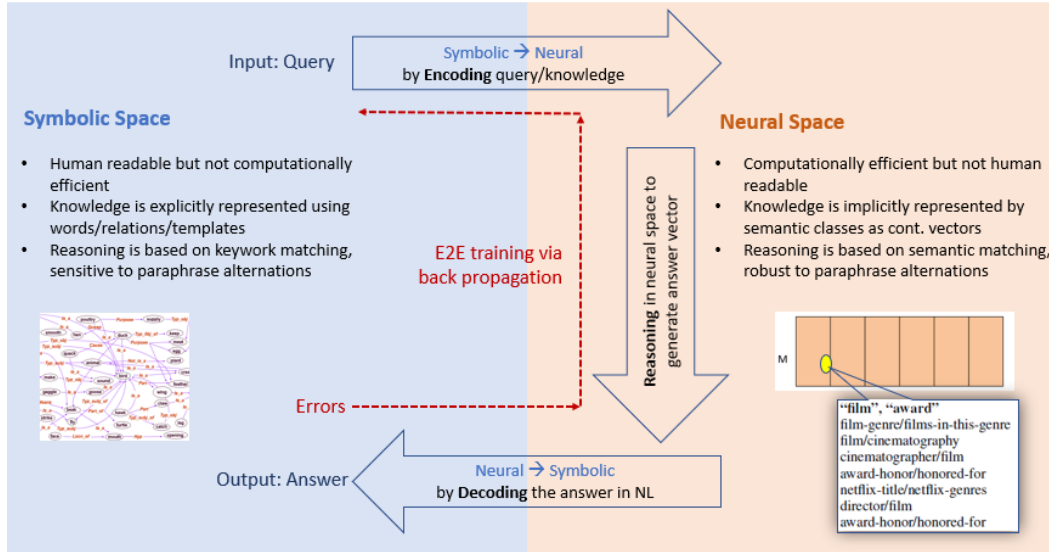 Input: Query
Symbolic → Neural
by Encoding query/knowledge
Symbolic Space
• Human readable but not computationally
efficient
• Knowledge is explicitly represented using
words/relations/templates
• Reasoning is based on keywork matching,
sensitive to paraphrase alternations
E2E training via
back propagation
Errors
Reasoning in neural space to
generate answer vector
Neural Space
• Computationally efficient but not human
readable
• Knowledge is implicitly represented by
semantic classes as cont. vectors
• Reasoning is based on semantic matching,
robust to paraphrase alternations
M
"film", "award"
film-genre/films-in-this-genre
film/cinematography
cinematographer/film
award-honor/honored-for
netflix-title/netflix-genres
director/film
award-honor/honored-for
Output: Answer
Neural → Symbolic
by Decoding the answer in NL